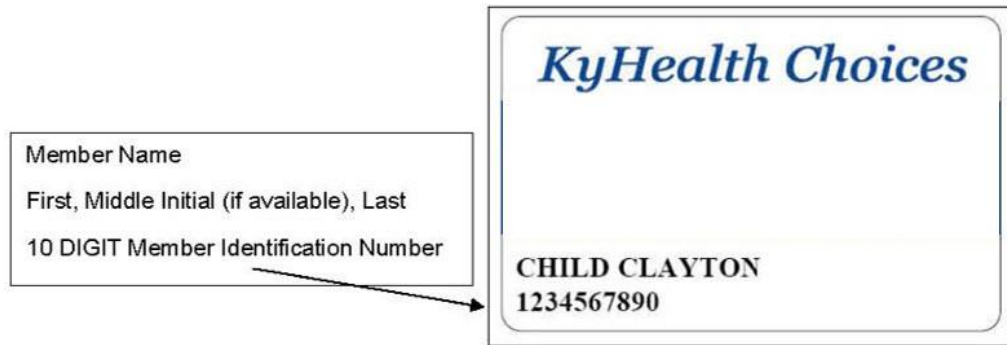 Member Name
First, Middle Initial (if available), Last
10 DIGIT Member Identification Number
KyHealth Choices
CHILD CLAYTON
1234567890